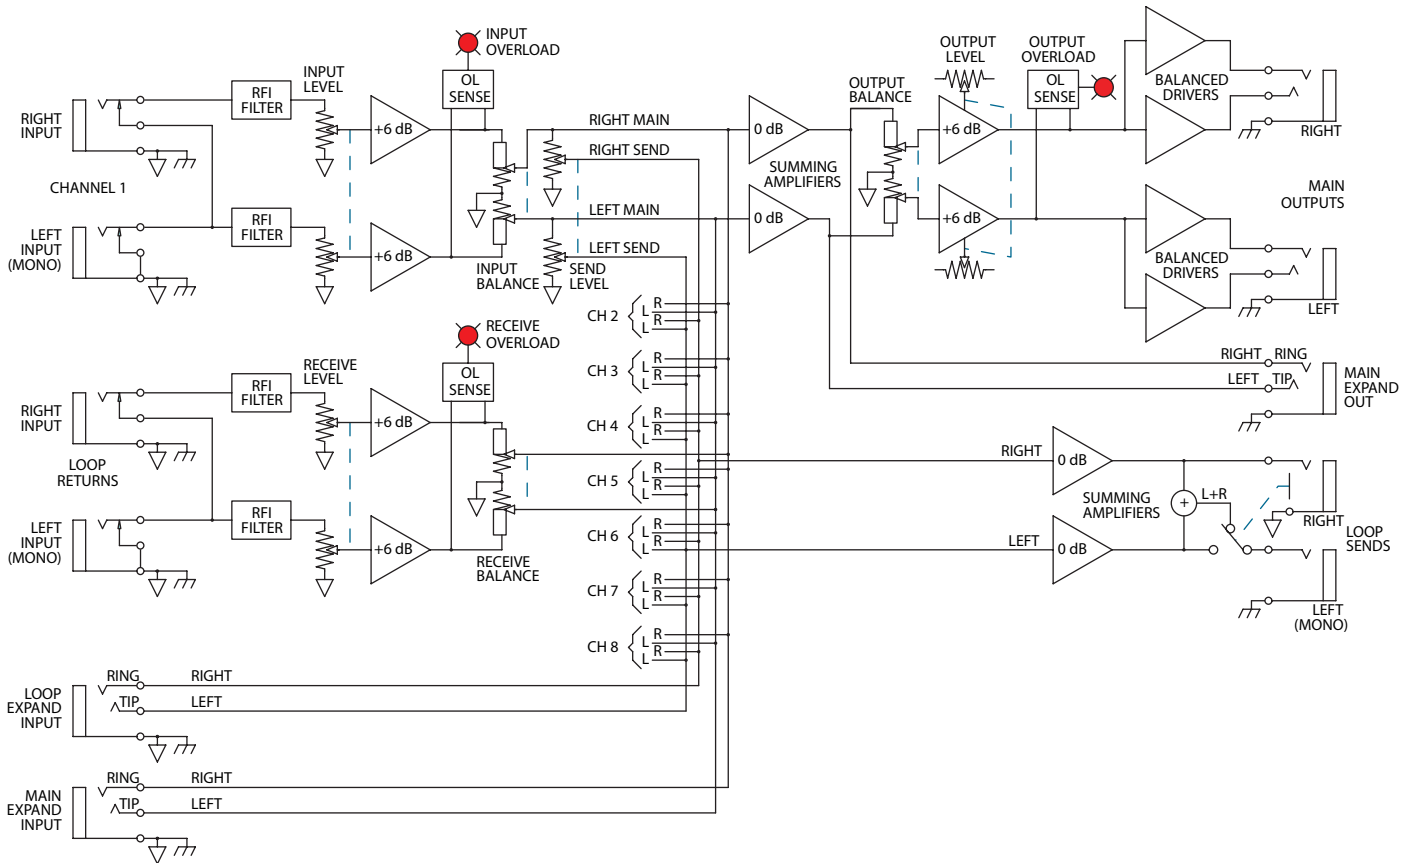 INPUT
OVERLOAD
OL
SENSE
INPUT
LEVEL
RFI
FILTER
+6 dB
RIGHT
INPUT
CHANNEL 1
LEFT
INPUT
(MONO)
RFI
FILTER
+6 dB
INPUT
BALANCE
SEND
LEVEL
RIGHT MAIN
RIGHT SEND
LEFT MAIN
LEFT SEND
0 dB
SUMMING
AMPLIFIERS
0 dB
OUTPUT
BALANCE
OUTPUT
LEVEL
+6 dB
+6 dB
OUTPUT
OVERLOAD
OL
SENSE
BALANCED
DRIVERS
RIGHT
MAIN
OUTPUTS
BALANCED
DRIVERS
LEFT
RIGHT RING
LEFT TIP
MAIN
EXPAND
OUT
CH 2
R
L
R
L
CH 3
R
L
R
L
CH 4
R
L
R
L
CH 5
R
L
R
L
CH 6
R
L
R
L
CH 7
R
L
R
L
CH 8
R
L
R
L
RECEIVE
OVERLOAD
OL
SENSE
RECEIVE
LEVEL
RFI
FILTER
+6 dB
RIGHT
INPUT
LOOP
RETURNS
LEFT
INPUT
(MONO)
RFI
FILTER
+6 dB
RECEIVE
BALANCE
RIGHT
0 dB
SUMMING
AMPLIFIERS
+
L+R
LEFT
0 dB
RIGHT
LOOP
SENDS
LEFT
(MONO)
LOOP
EXPAND
INPUT
RING
RIGHT
TIP
LEFT
MAIN
EXPAND
INPUT
RING
RIGHT
TIP
LEFT